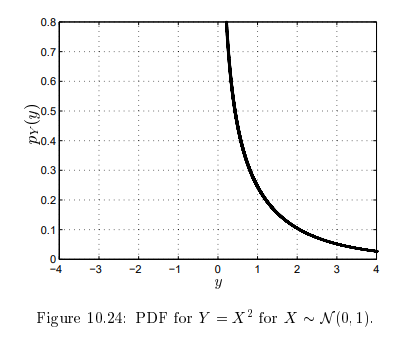 0.8
0.7
0.6
0.5
0.4
0.3
0.2
0.1
0
p_Y(y)
−4 −3 −2 −1 0 1 2 3 4
y
Figure 10.24: PDF for Y = X² for X ∼ 𝒩(0, 1).